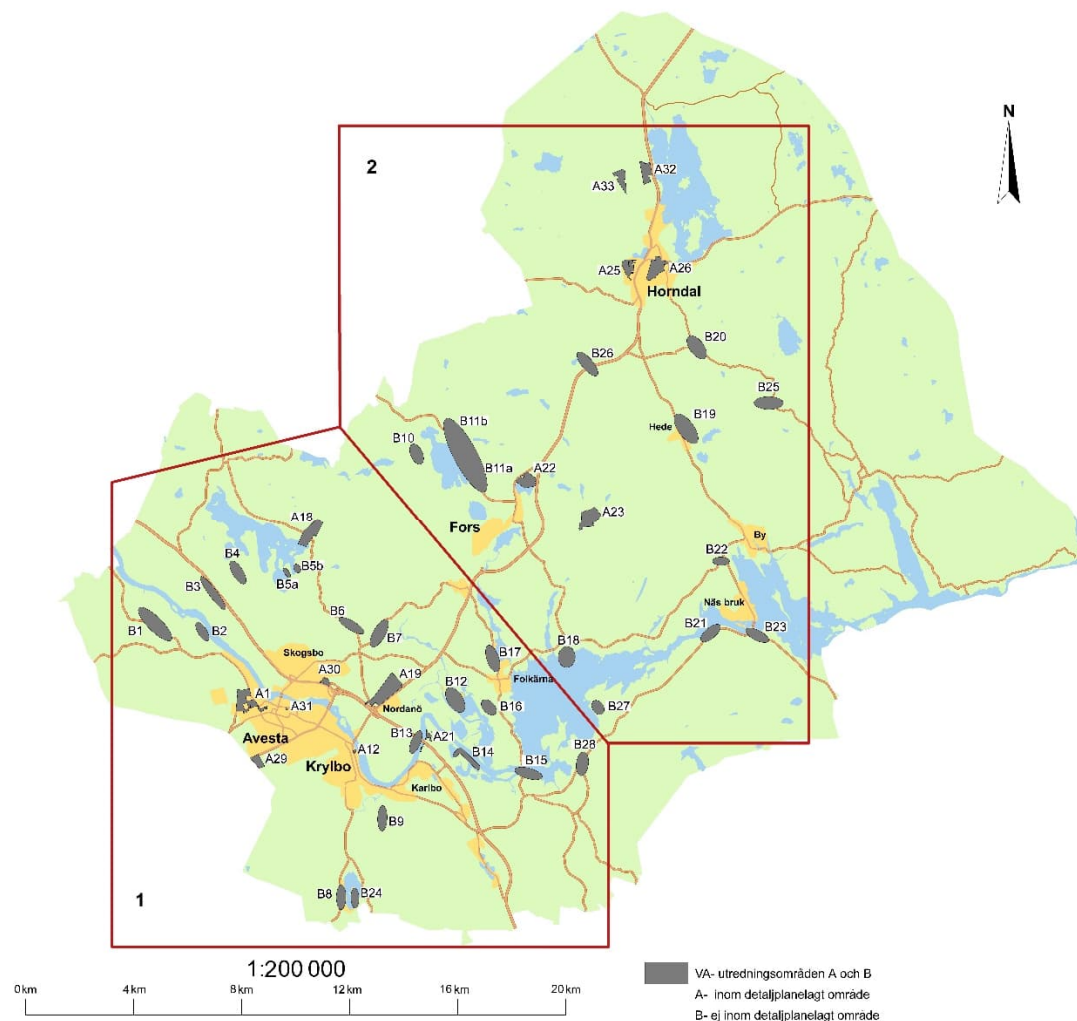 N
2
A32
A33
A25
A26
Horndal
B20
B26
B25
B11b
B19
B10
Hede
B11a
A22
A23
Fors
A18
By
B22
B4
B5b
B5a
B3
Näs bruk
B6
B1
B2
B7
B21
B23
B18
B17
Skogsbo
A30
A19
Folkärna
B12
A1
B16
B27
A31
Nordanö
Avesta
B13
A21
A12
B14
B28
A29
Krylbo
B15
Karlbo
B9
B8
B24
1
1:200 000
VA- utredningsområden A och B
0 km
4 km
8 km
12 km
16 km
20 km
A- inom detaljplanelagt område
B- ej inom detaljplanelagt område